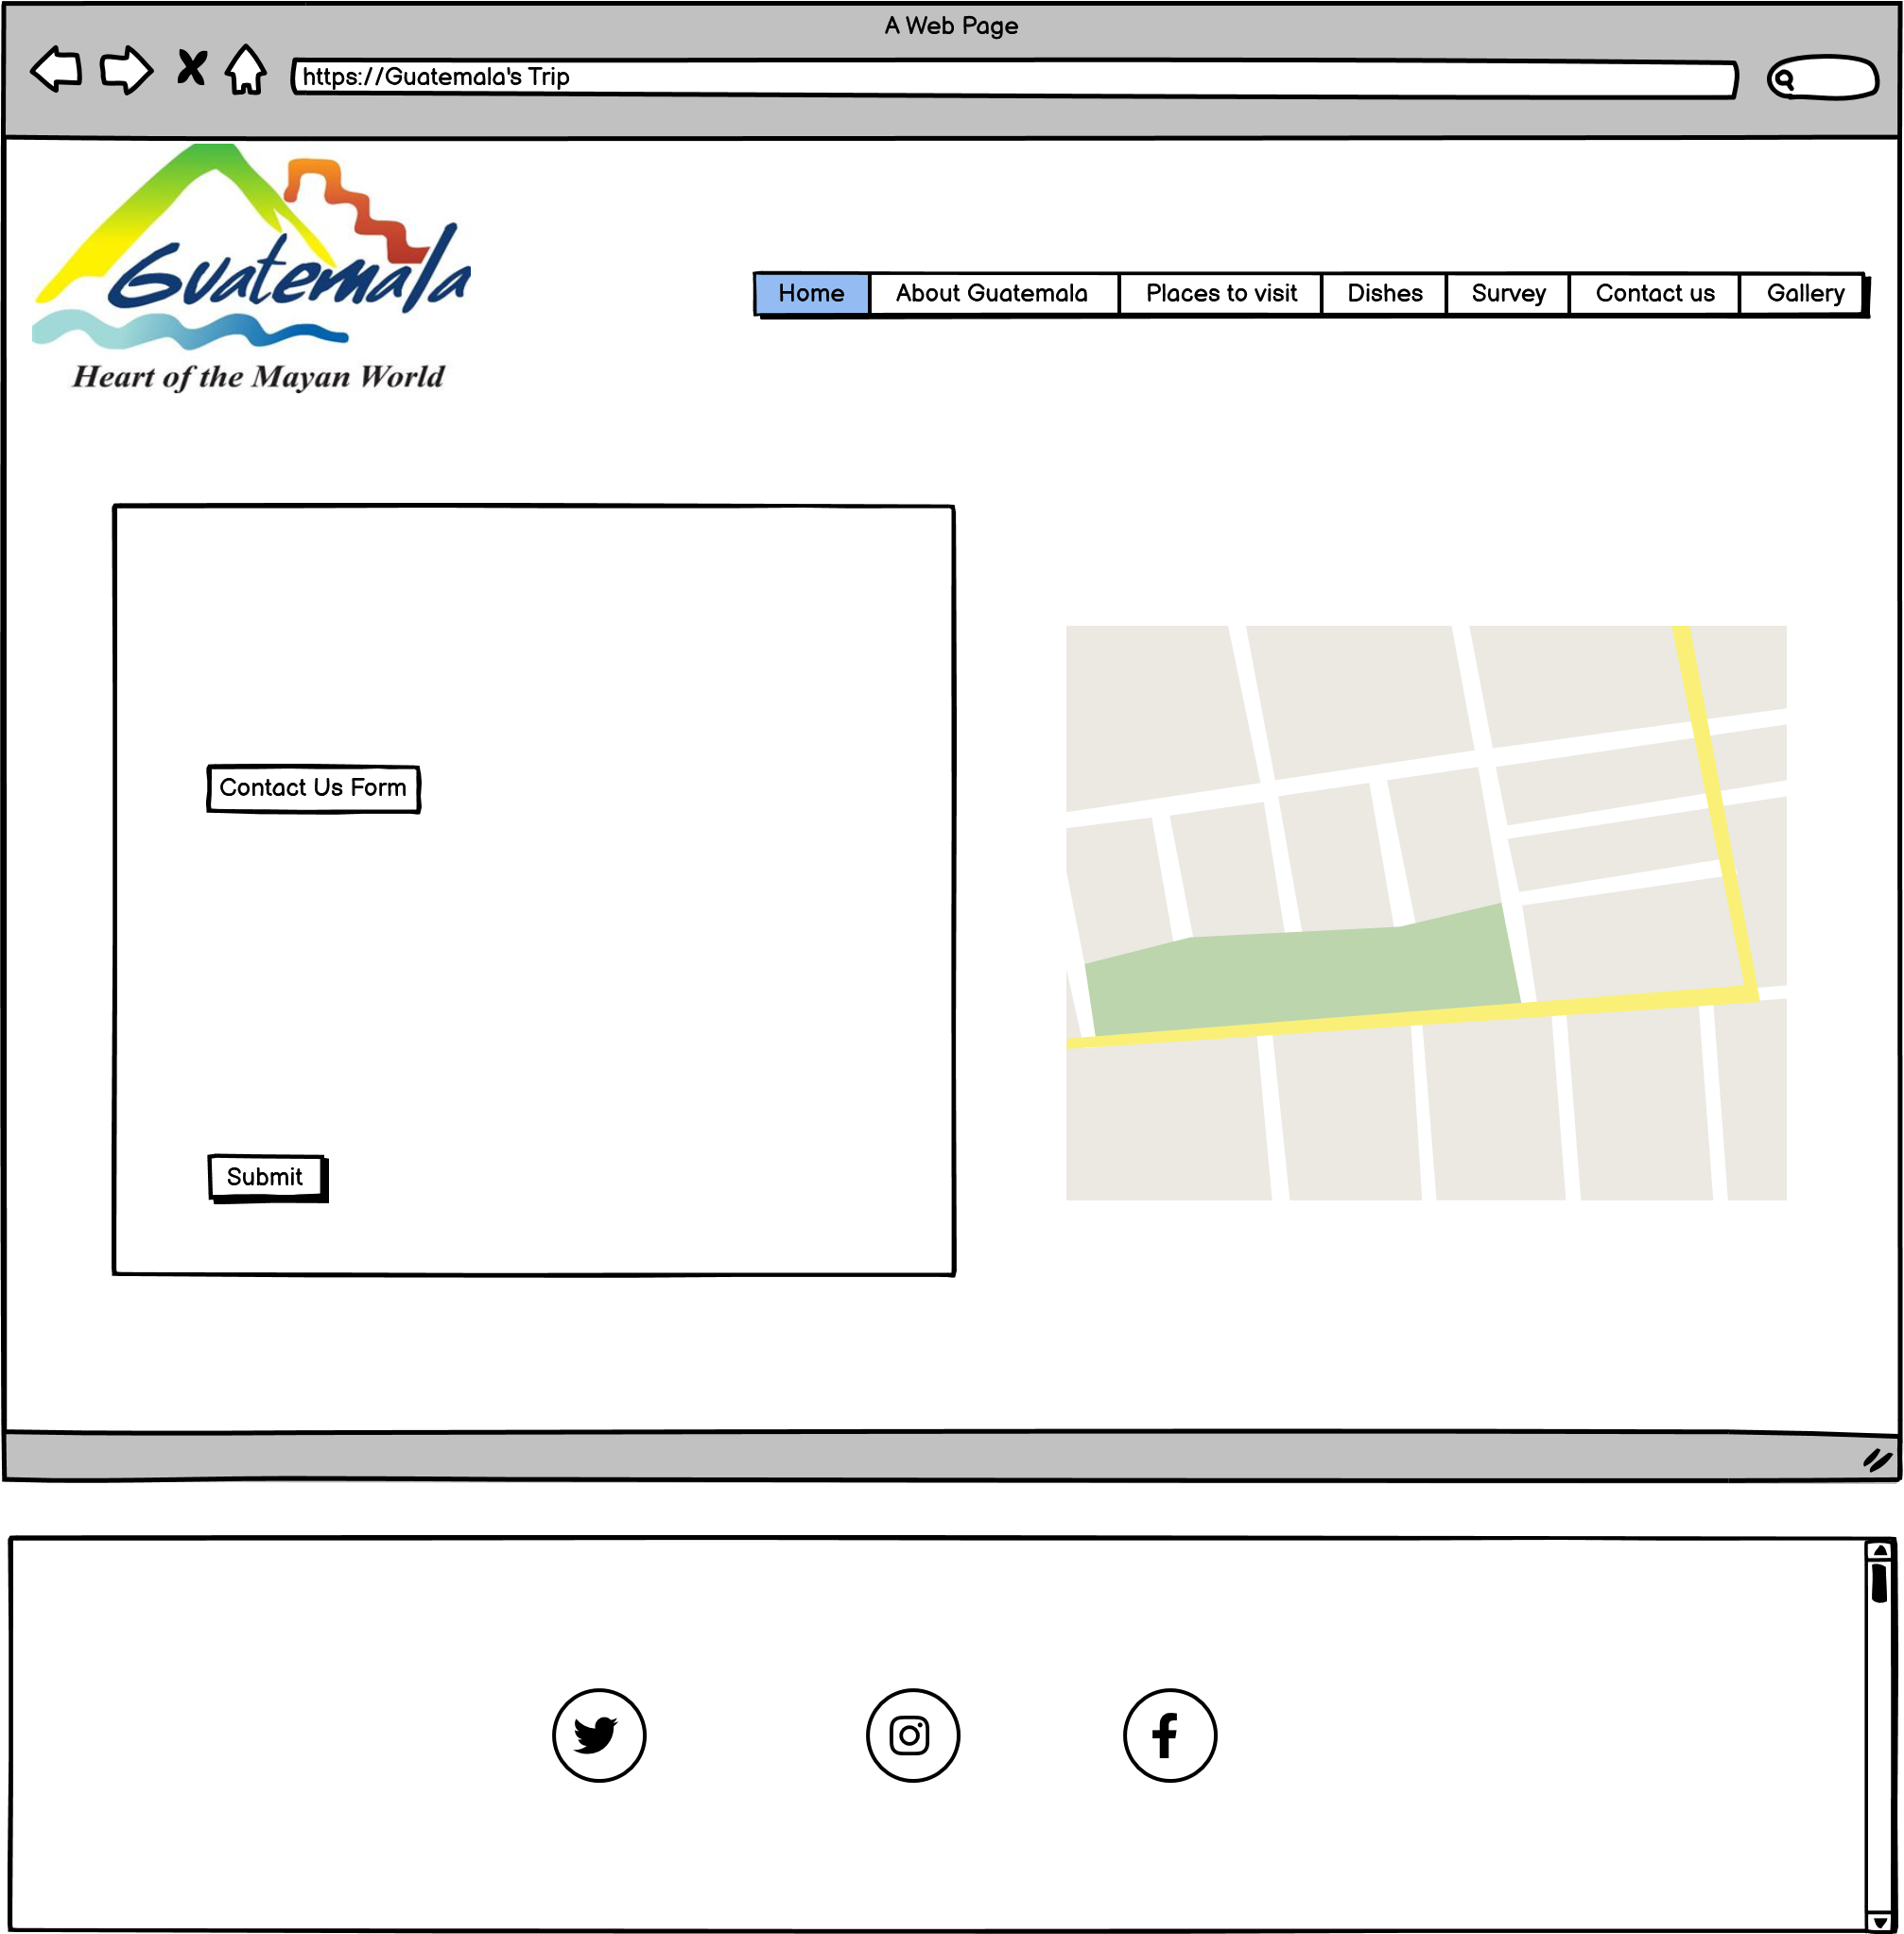 A Web Page
https://Guatemala's Trip
Guatemala
Heart of the Mayan World
Home About Guatemala Places to visit Dishes Survey Contact us Gallery
Contact Us Form
Submit